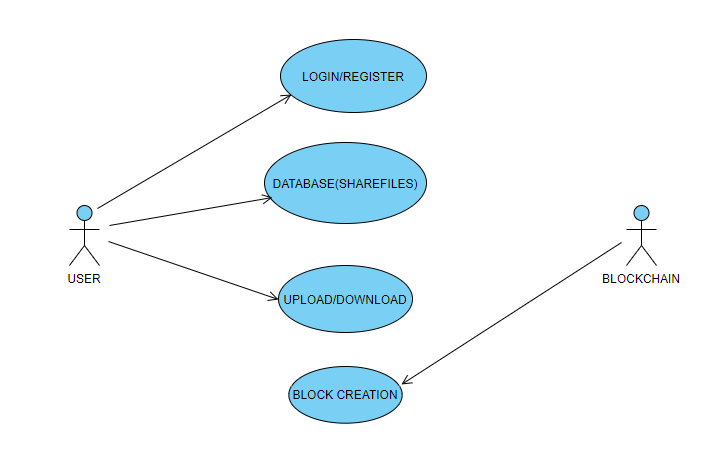 LOGIN/REGISTER
DATABASE(SHAREFILES)
USER
BLOCKCHAIN
UPLOAD/DOWNLOAD
BLOCK CREATION